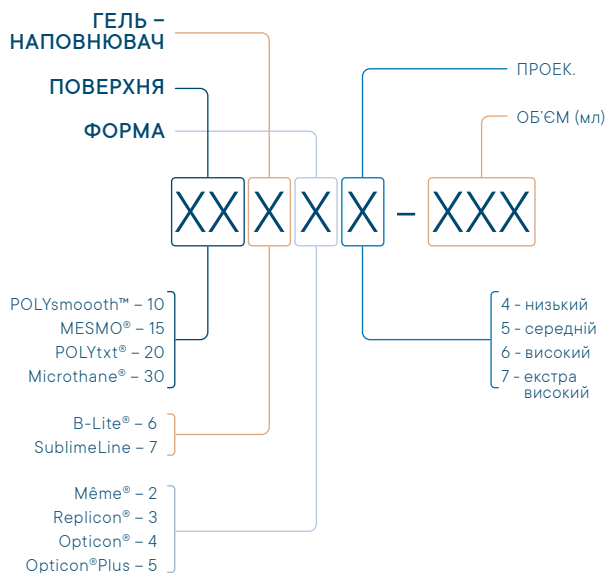 ГЕЛЬ –
НАПОВНЮВАЧ
ПОВЕРХНЯ
ФОРМА
ПРОЕК.
ОБ'ЄМ (мл)
XX X X X – XXX
POLYsmoooth™ – 10
MESMO® – 15
POLYtxt® – 20
Microthane® – 30
4 - низький
5 - середній
6 - високий
7 - екстра
високий
B-Lite® – 6
SublimeLine – 7
Même® – 2
Replicon® – 3
Opticon® – 4
Opticon®Plus – 5